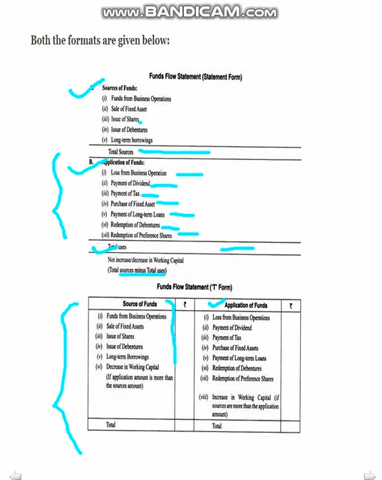 www.BANDICAM.com
Both the formats are given below:
Funds Flow Statement (Statement Form)
Sources of Funds:
(i) Funds from Business Operations
(ii) Sale of Fixed Asset
(iii) Issue of Shares
(iv) Issue of Debentures
(v) Long-term borrowings
Total Sources
B. Application of Funds:
(i) Loss from Business Operation
(ii) Payment of Dividend
(iii) Payment of Tax
(iv) Purchase of Fixed Asset
(v) Payment of Long-term Loans
(vi) Redemption of Debentures
(vii) Redemption of Preference Shares
Total uses
Net increase/decrease in Working Capital
(Total sources minus Total uses)
Funds Flow Statement ('T' Form)
Source of Funds ₹ Application of Funds ₹
(i) Funds from Business Operations (i) Loss from Business Operations
(ii) Sale of Fixed Assets (ii) Payment of Dividend
(iii) Issue of Shares (iii) Payment of Tax
(iv) Issue of Debentures (iv) Purchase of Fixed Assets
(v) Long-term Borrowings (v) Payment of Long-term Loans
(vi) Decrease in Working Capital (vi) Redemption of Debentures
(If application amount is more than (vii) Redemption of Preference Shares
the sources amount)
(viii) Increase in Working Capital (if
sources are more than the application
amount)
Total Total